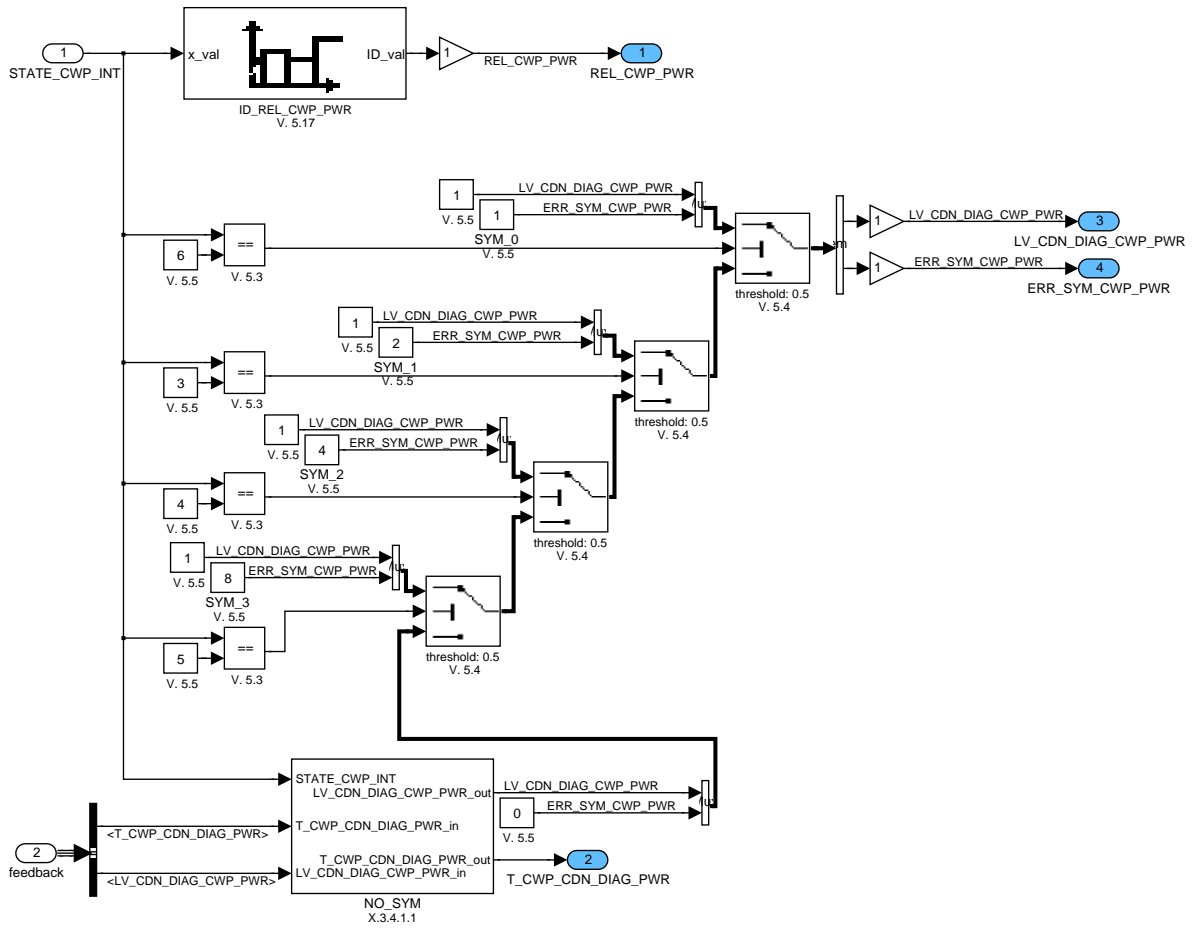 1
STATE_CWP_INT
x_val
ID_val
ID_REL_CWP_PWR
V. 5.17
1
REL_CWP_PWR
1
REL_CWP_PWR
1
V. 5.5
LV_CDN_DIAG_CWP_PWR
1
ERR_SYM_CWP_PWR
SYM_0
V. 5.5
6
V. 5.5
==
V. 5.3
threshold: 0.5
V. 5.4
1
LV_CDN_DIAG_CWP_PWR
3
LV_CDN_DIAG_CWP_PWR
1
ERR_SYM_CWP_PWR
4
ERR_SYM_CWP_PWR
1
V. 5.5
LV_CDN_DIAG_CWP_PWR
2
ERR_SYM_CWP_PWR
SYM_1
V. 5.5
3
V. 5.5
==
V. 5.3
threshold: 0.5
V. 5.4
1
V. 5.5
LV_CDN_DIAG_CWP_PWR
4
ERR_SYM_CWP_PWR
SYM_2
V. 5.5
4
V. 5.5
==
V. 5.3
threshold: 0.5
V. 5.4
1
V. 5.5
LV_CDN_DIAG_CWP_PWR
8
ERR_SYM_CWP_PWR
SYM_3
V. 5.5
5
V. 5.5
==
V. 5.3
threshold: 0.5
V. 5.4
2
feedback
<T_CWP_CDN_DIAG_PWR>
<LV_CDN_DIAG_CWP_PWR>
STATE_CWP_INT
LV_CDN_DIAG_CWP_PWR_out
T_CWP_CDN_DIAG_PWR_in
T_CWP_CDN_DIAG_PWR_out
LV_CDN_DIAG_CWP_PWR_in
NO_SYM
X.3.4.1.1
LV_CDN_DIAG_CWP_PWR
0
V. 5.5
ERR_SYM_CWP_PWR
2
T_CWP_CDN_DIAG_PWR